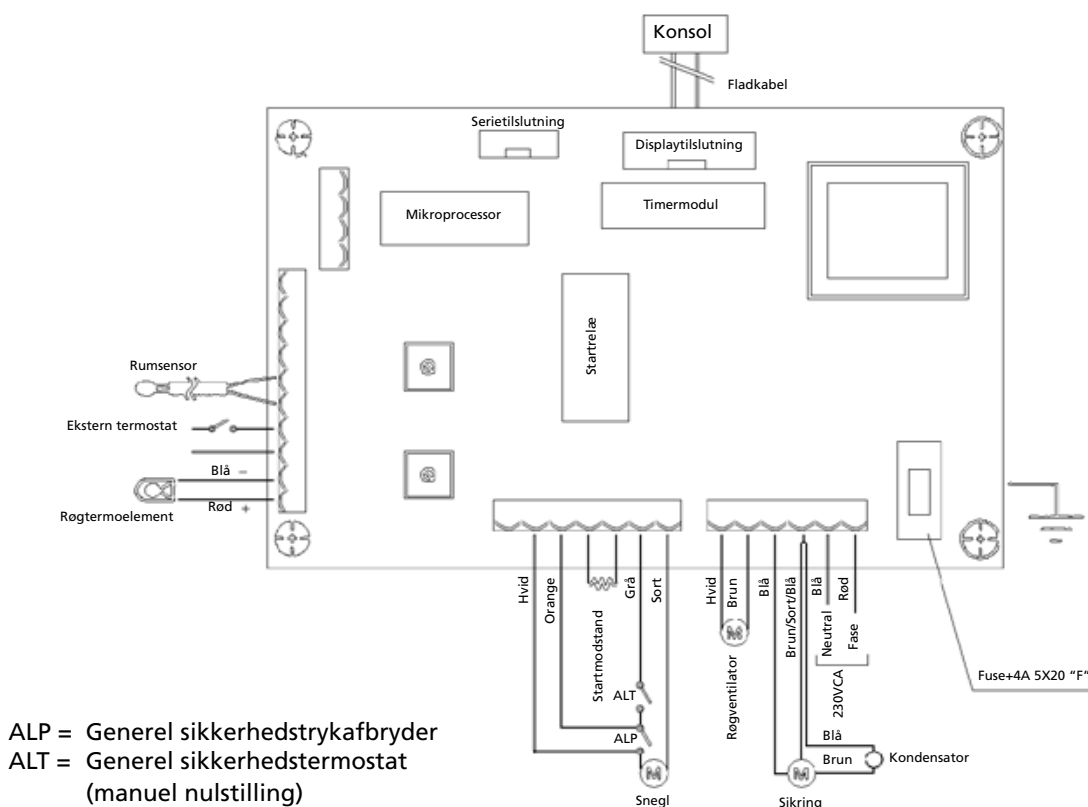 Konsol
Fladkabel
Serietilslutning
Displaytilslutning
Mikroprocessor
Timermodul
Startrelæ
Rumsensor
Ekstern termostat
Blå −
Rød +
Røgtermoelement
Hvid
Orange
Startmodstand
Grå
Sort
Hvid
Brun
Blå
Brun/Sort/Blå
Blå
Rød
Neutral
Fase
230VCA
Røgventilator
M
ALT
ALP
M
Snegl
Blå
Brun
Kondensator
M
Sikring
Fuse+4A 5X20 “F”
ALP = Generel sikkerhedstrykafbryder
ALT = Generel sikkerhedstermostat
(manuel nulstilling)